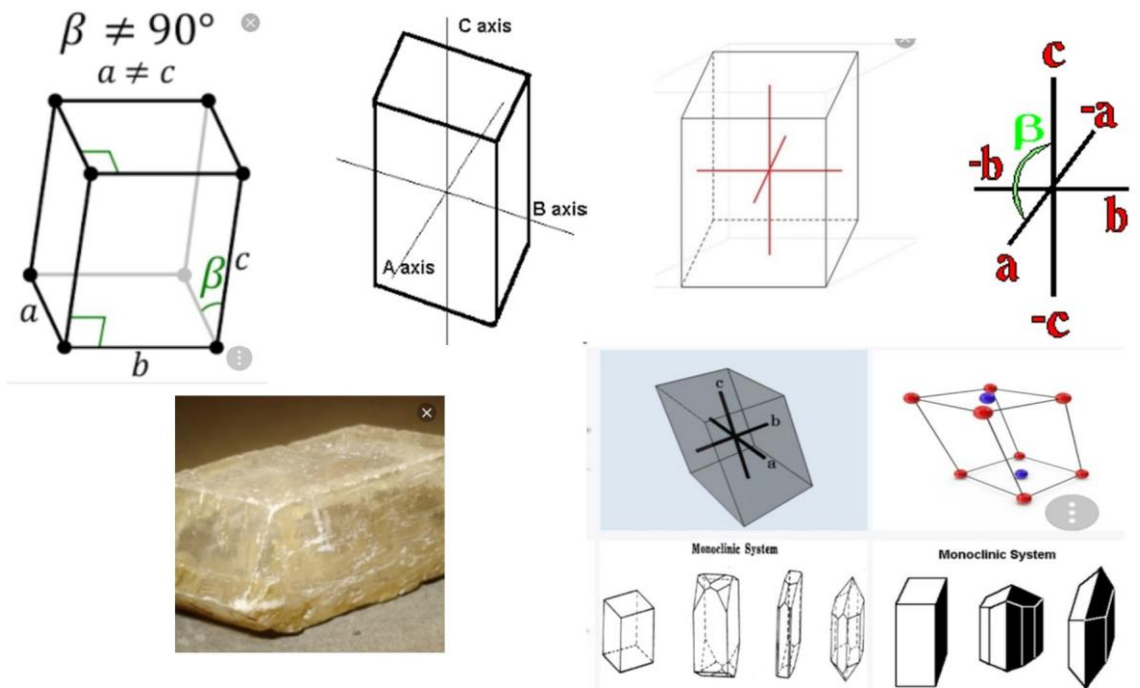 β ≠ 90°
a ≠ c
a
b
c
β
C axis
B axis
A axis
c
-a
β
-b
b
a
-c
c
b
a
Monoclinic System
Monoclinic System